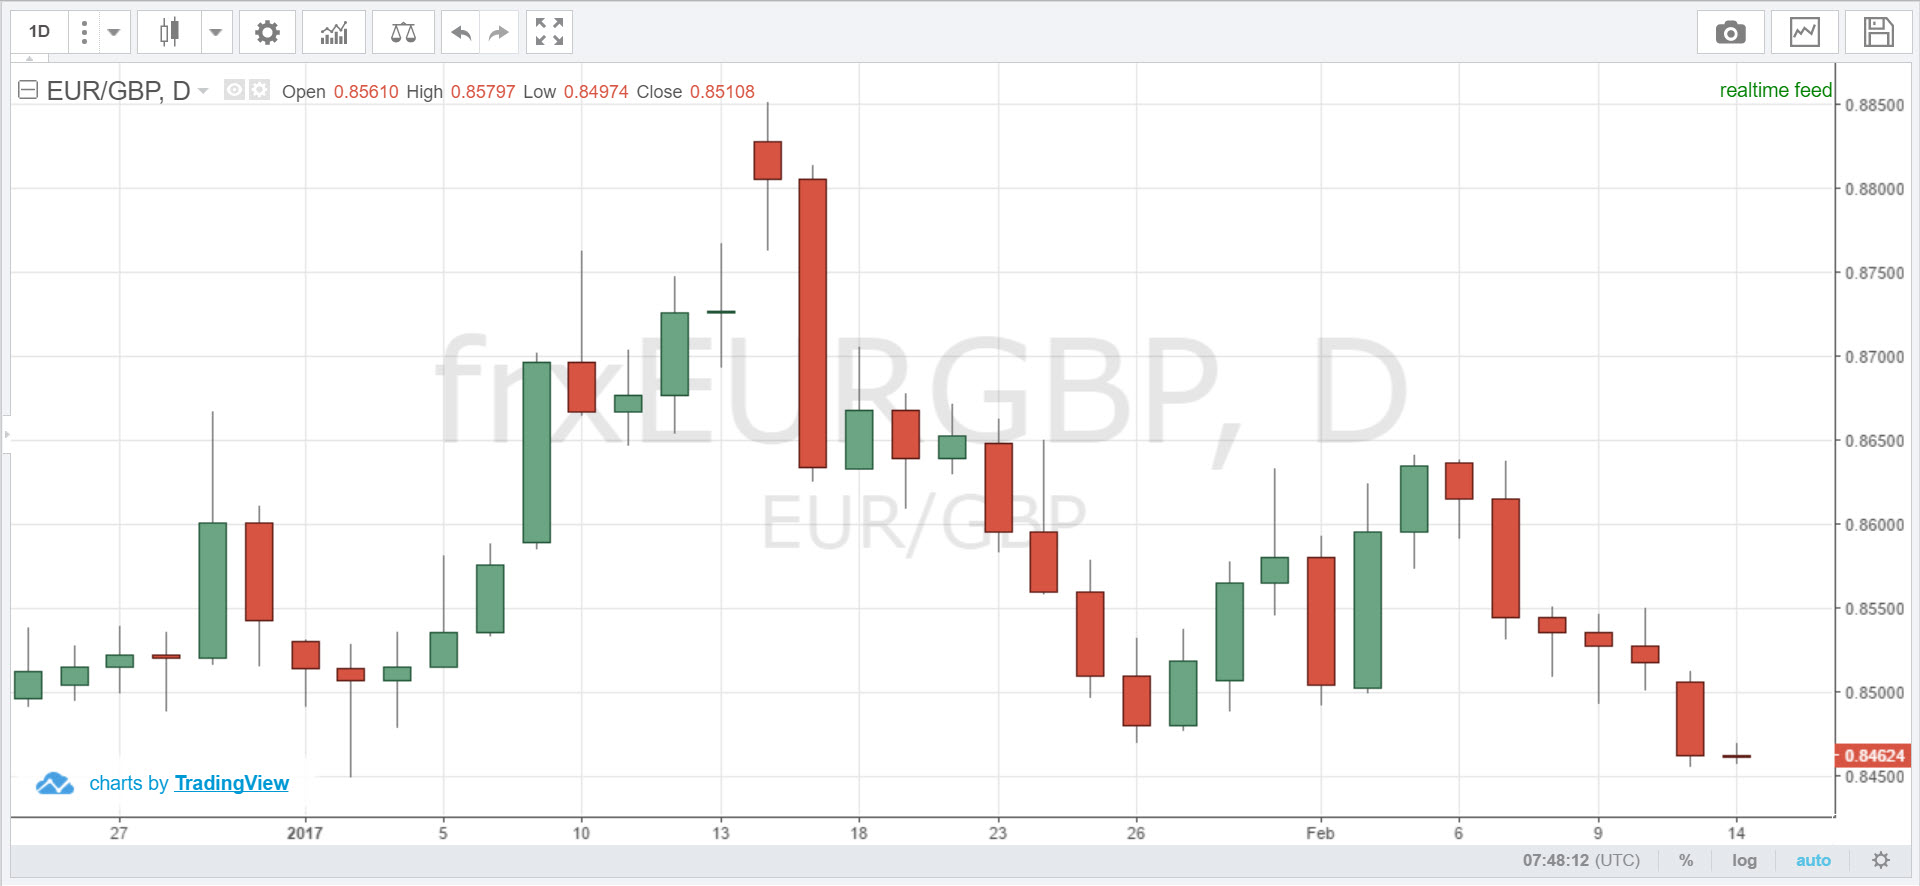 1D
EUR/GBP, D Open 0.85610 High 0.85797 Low 0.84974 Close 0.85108
realtime feed
0.88500
0.88000
0.87500
0.87000
0.86500
0.86000
0.85500
0.85000
0.84624
0.84500
frxEURGBP, D
EUR/GBP
charts by TradingView
27 2017 5 10 13 18 23 26 Feb 6 9 14
07:48:12 (UTC) % log auto